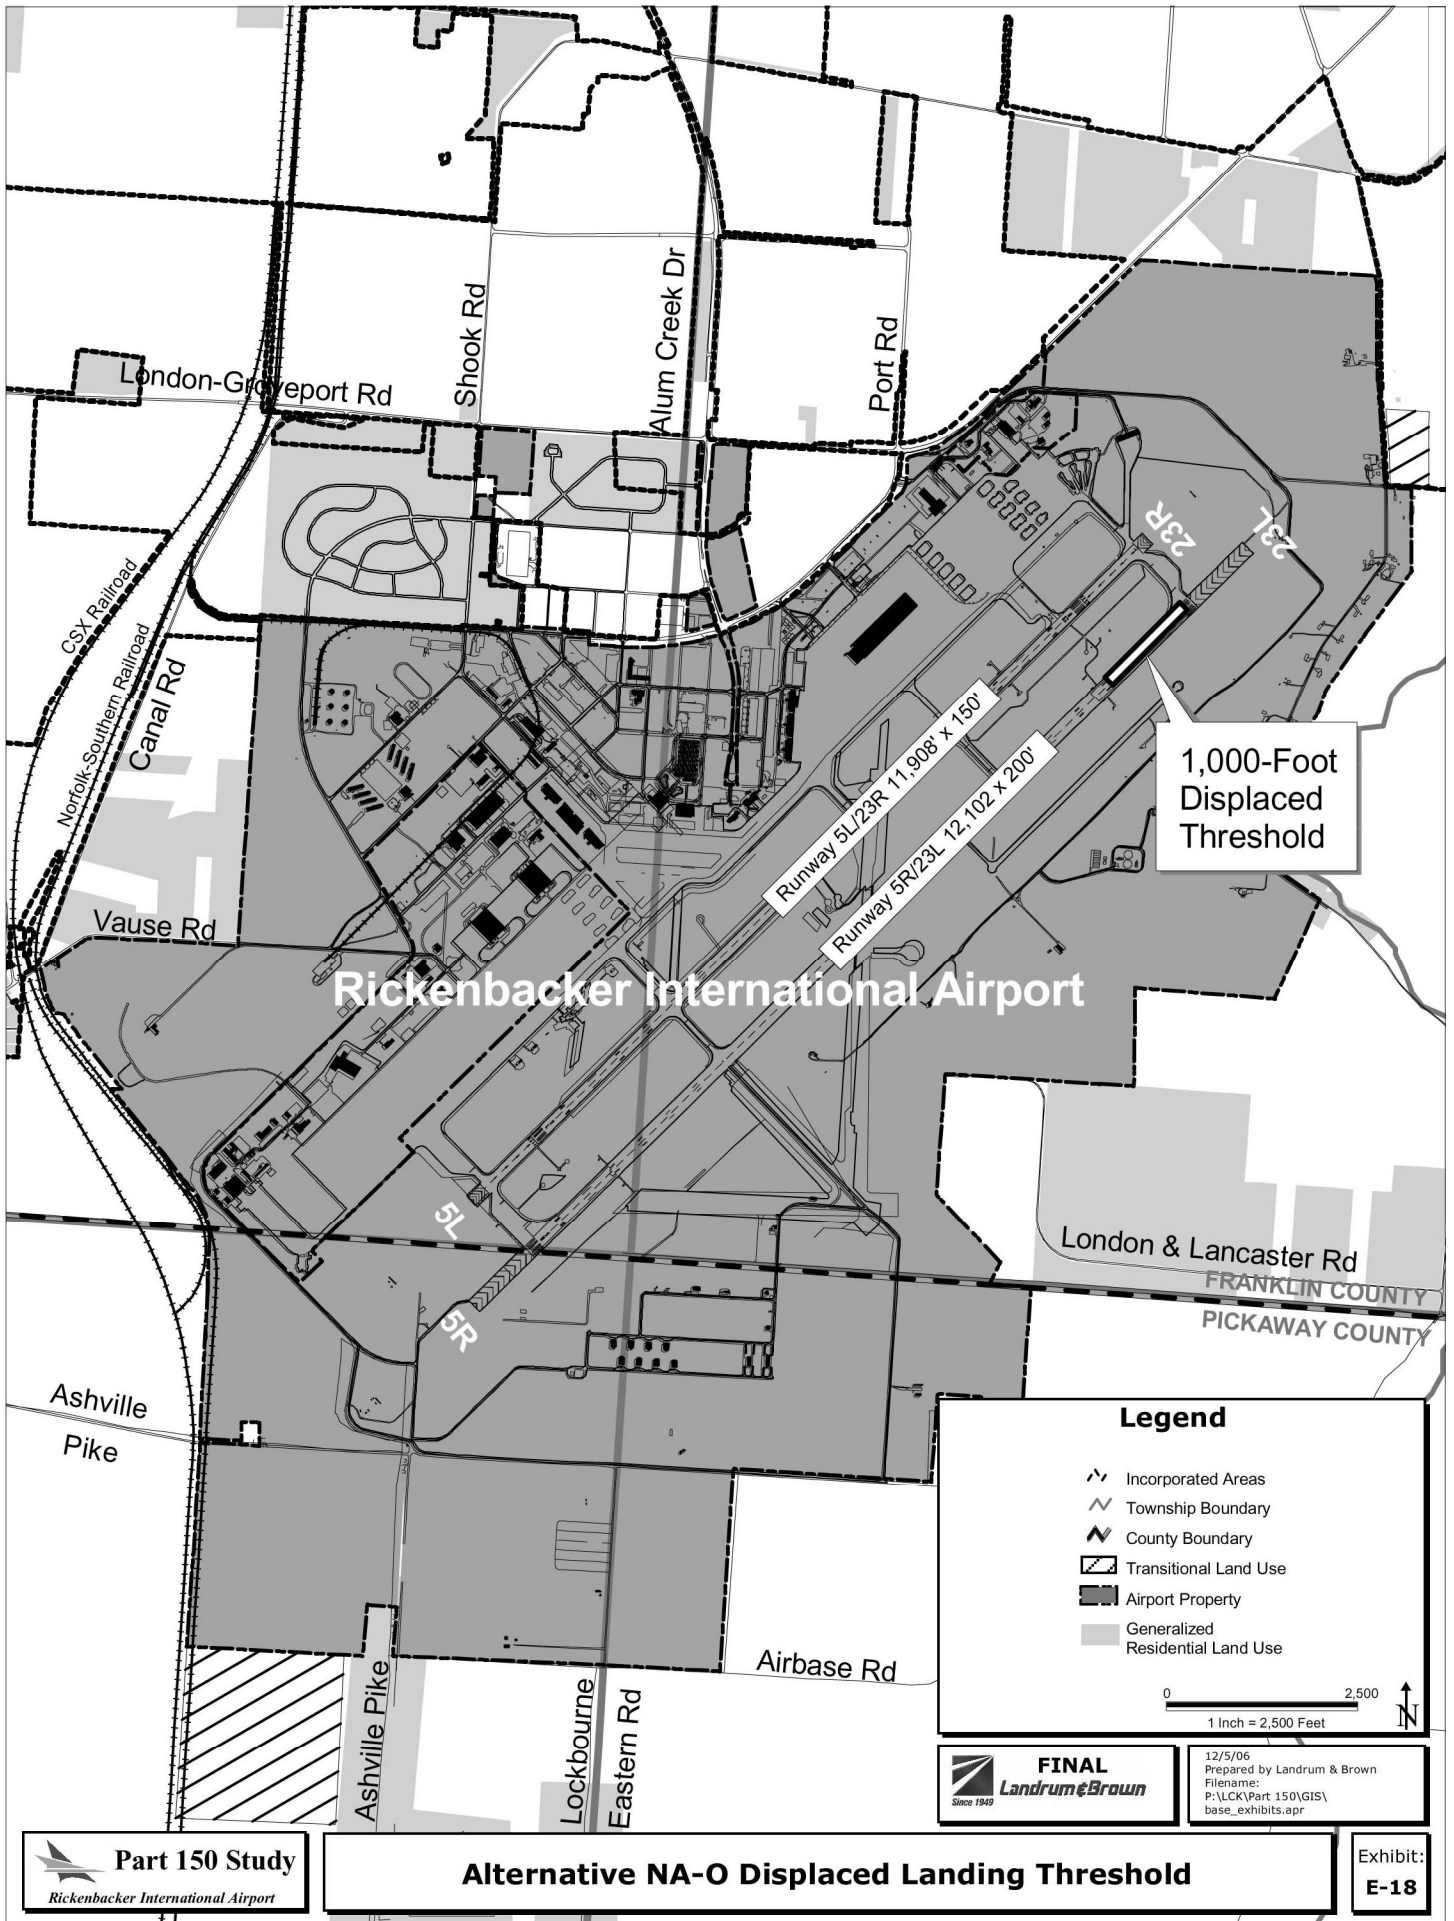 Shook Rd
Alum Creek Dr
Port Rd
London-Groveport Rd
CSX Railroad
Norfolk-Southern Railroad
Canal Rd
23R
23L
1,000-Foot
Displaced
Threshold
Runway 5L/23R 11,908' x 150'
Runway 5R/23L 12,102 x 200'
Vause Rd
Rickenbacker International Airport
5L
5R
London & Lancaster Rd
FRANKLIN COUNTY
PICKAWAY COUNTY
Ashville
Pike
Airbase Rd
Ashville Pike
Lockbourne
Eastern Rd
Legend
Incorporated Areas
Township Boundary
County Boundary
Transitional Land Use
Airport Property
Generalized
Residential Land Use
0 2,500
1 Inch = 2,500 Feet
N
Since 1949
FINAL
Landrum & Brown
12/5/06
Prepared by Landrum & Brown
Filename:
P:\LCK\Part 150\GIS\
base_exhibits.apr
Part 150 Study
Rickenbacker International Airport
Alternative NA-O Displaced Landing Threshold
Exhibit:
E-18